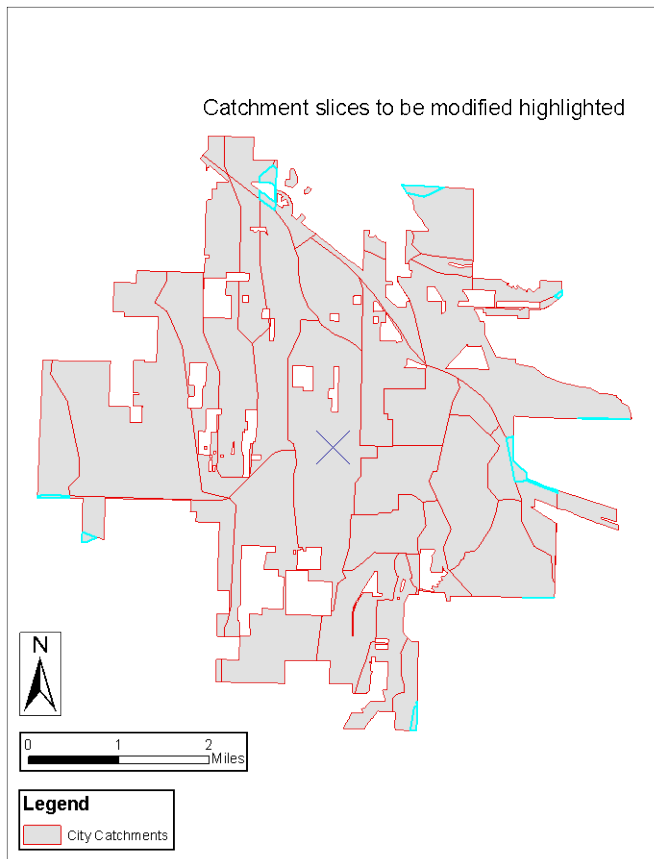 Catchment slices to be modified highlighted
N
0 1 2
Miles
Legend
City Catchments